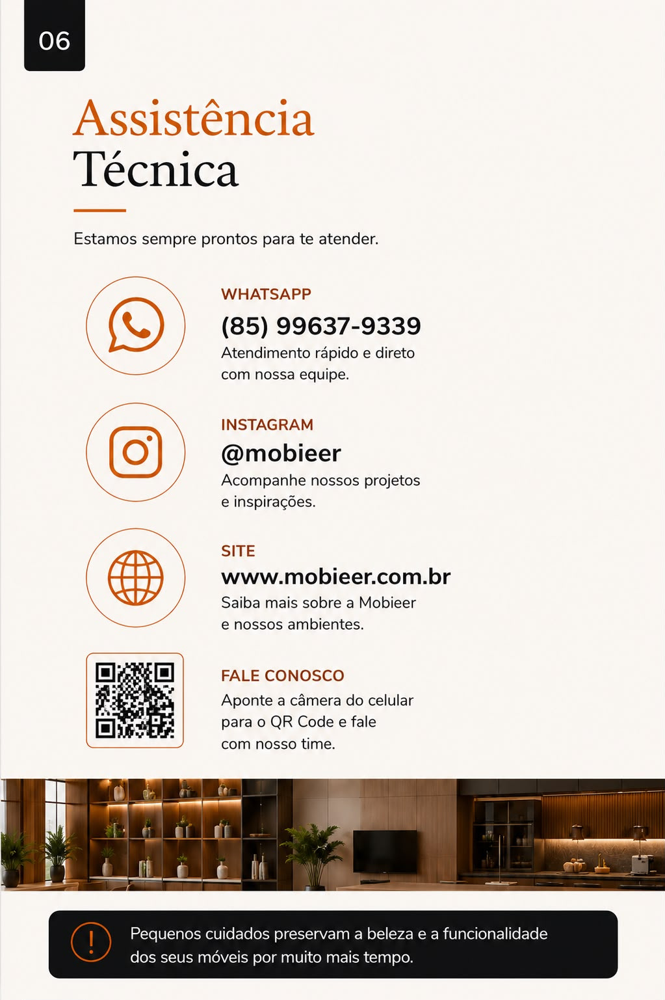 06
Assistência
Técnica
Estamos sempre prontos para te atender.
WHATSAPP
(85) 99637-9339
Atendimento rápido e direto
com nossa equipe.
INSTAGRAM
@mobieer
Acompanhe nossos projetos
e inspirações.
SITE
www.mobieer.com.br
Saiba mais sobre a Mobieer
e nossos ambientes.
FALE CONOSCO
Aponte a câmera do celular
para o QR Code e fale
com nosso time.
Pequenos cuidados preservam a beleza e a funcionalidade
dos seus móveis por muito mais tempo.